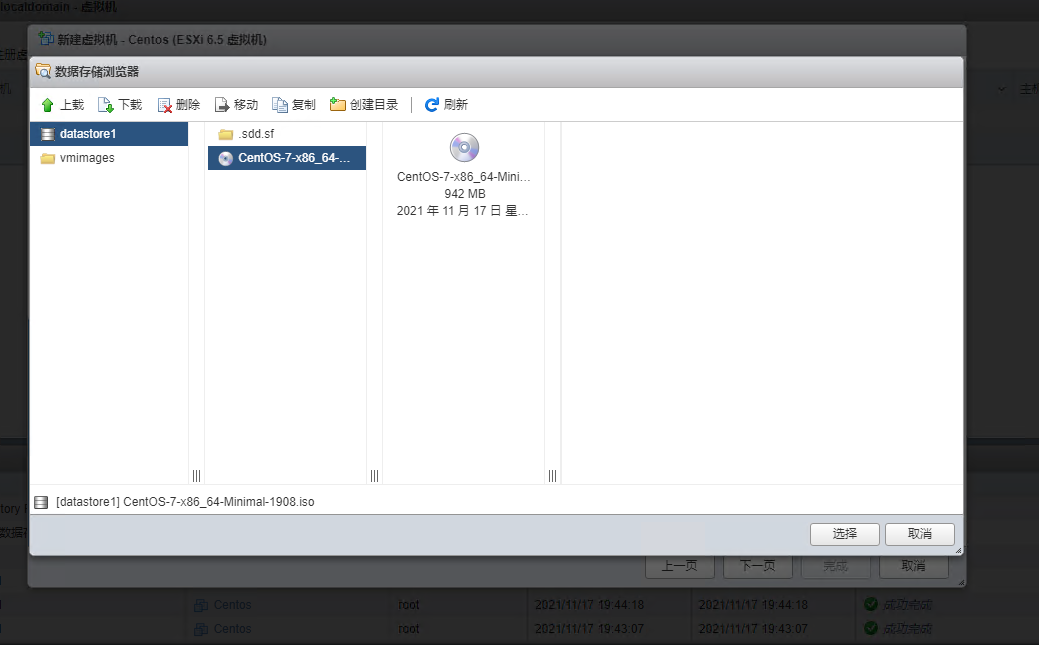 localdomain - 虚拟机
新建虚拟机 - Centos (ESXi 6.5 虚拟机)
数据存储浏览器
上载 下载 删除 移动 复制 创建目录 刷新
datastore1 .sdd.sf
vmimages CentOS-7-x86_64-...
CentOS-7-x86_64-Mini...
942 MB
2021 年 11 月 17 日 星...
[datastore1] CentOS-7-x86_64-Minimal-1908.iso
选择 取消
上一页 下一页 完成 取消
Centos root 2021/11/17 19:44:18 2021/11/17 19:44:18 成功完成
Centos root 2021/11/17 19:43:07 2021/11/17 19:43:07 成功完成